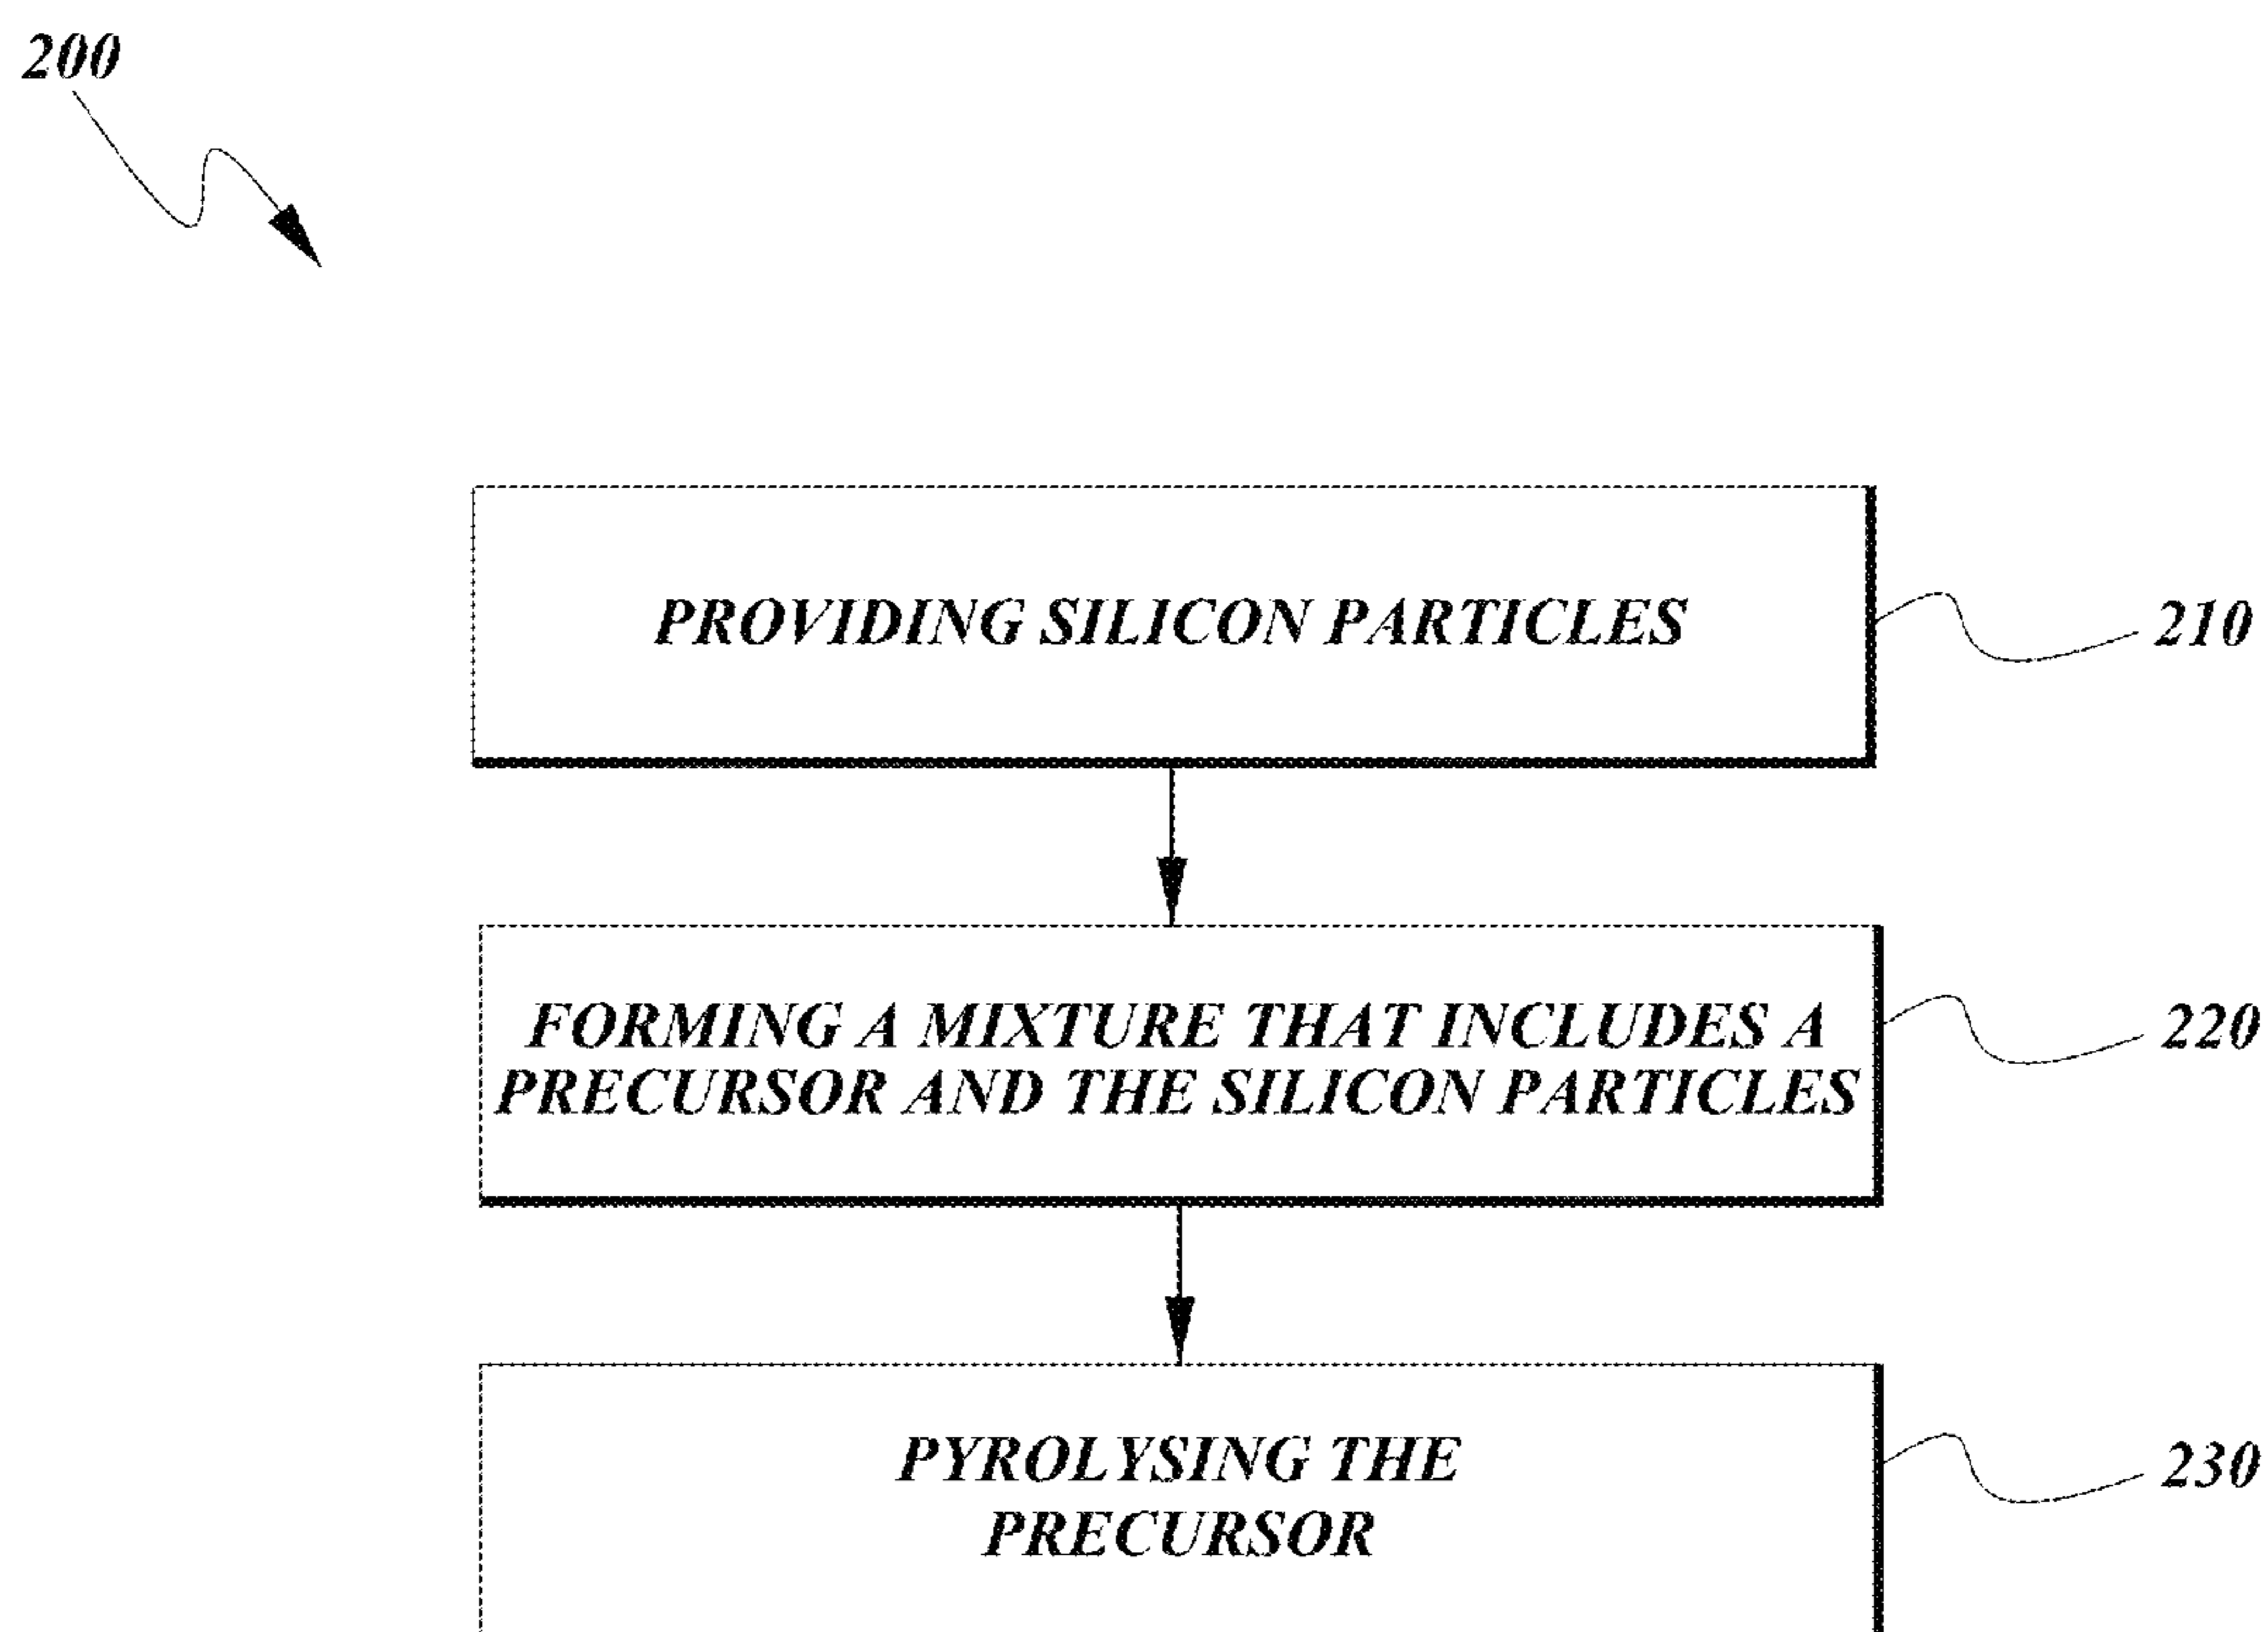 200
PROVIDING SILICON PARTICLES
210
FORMING A MIXTURE THAT INCLUDES A
PRECURSOR AND THE SILICON PARTICLES
220
PYROLYSING THE
PRECURSOR
230